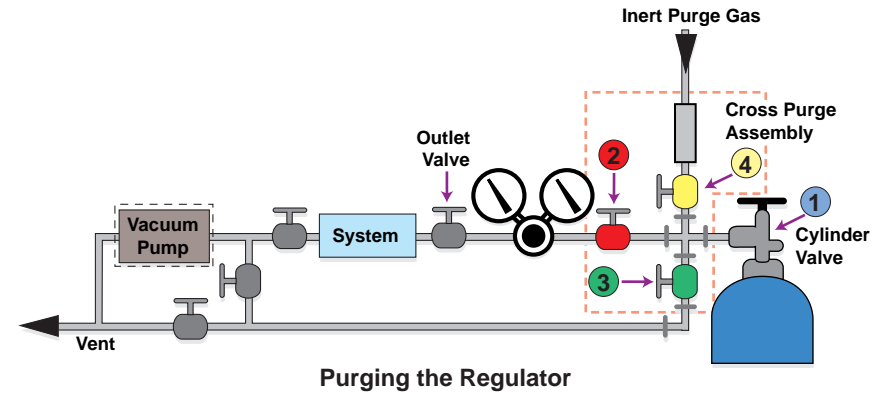 Inert Purge Gas
Cross Purge
Assembly
Outlet
Valve
2
4
1
Vacuum
Pump
System
Cylinder
Valve
3
Vent
Purging the Regulator